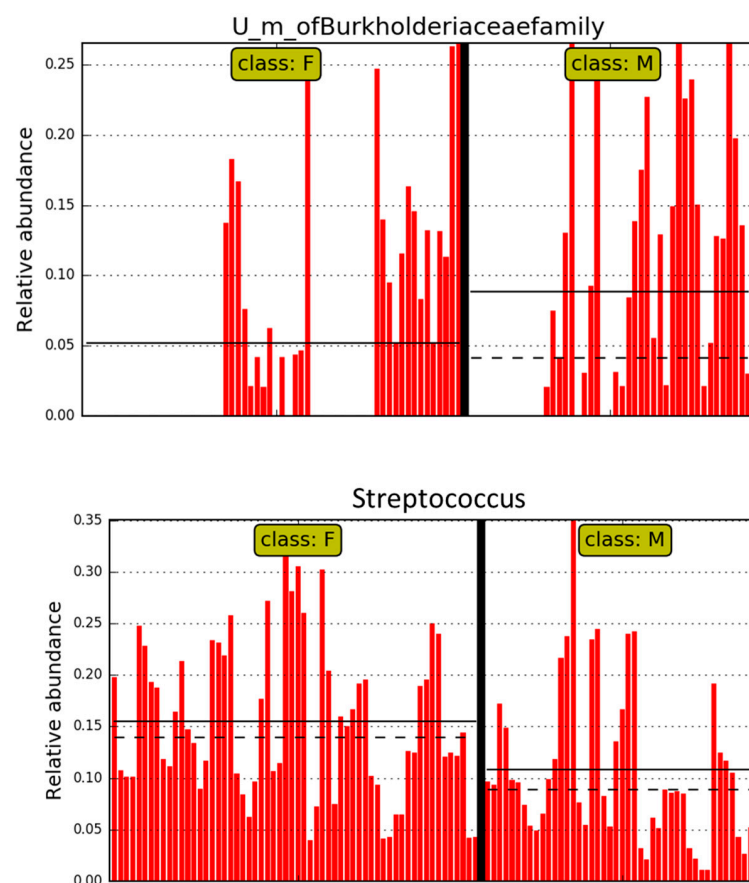 U_m_ofBurkholderiaceaefamily
class: F
class: M
0.25
0.20
0.15
0.10
0.05
0.00
Relative abundance
Streptococcus
class: F
class: M
0.35
0.30
0.25
0.20
0.15
0.10
0.05
0.00
Relative abundance